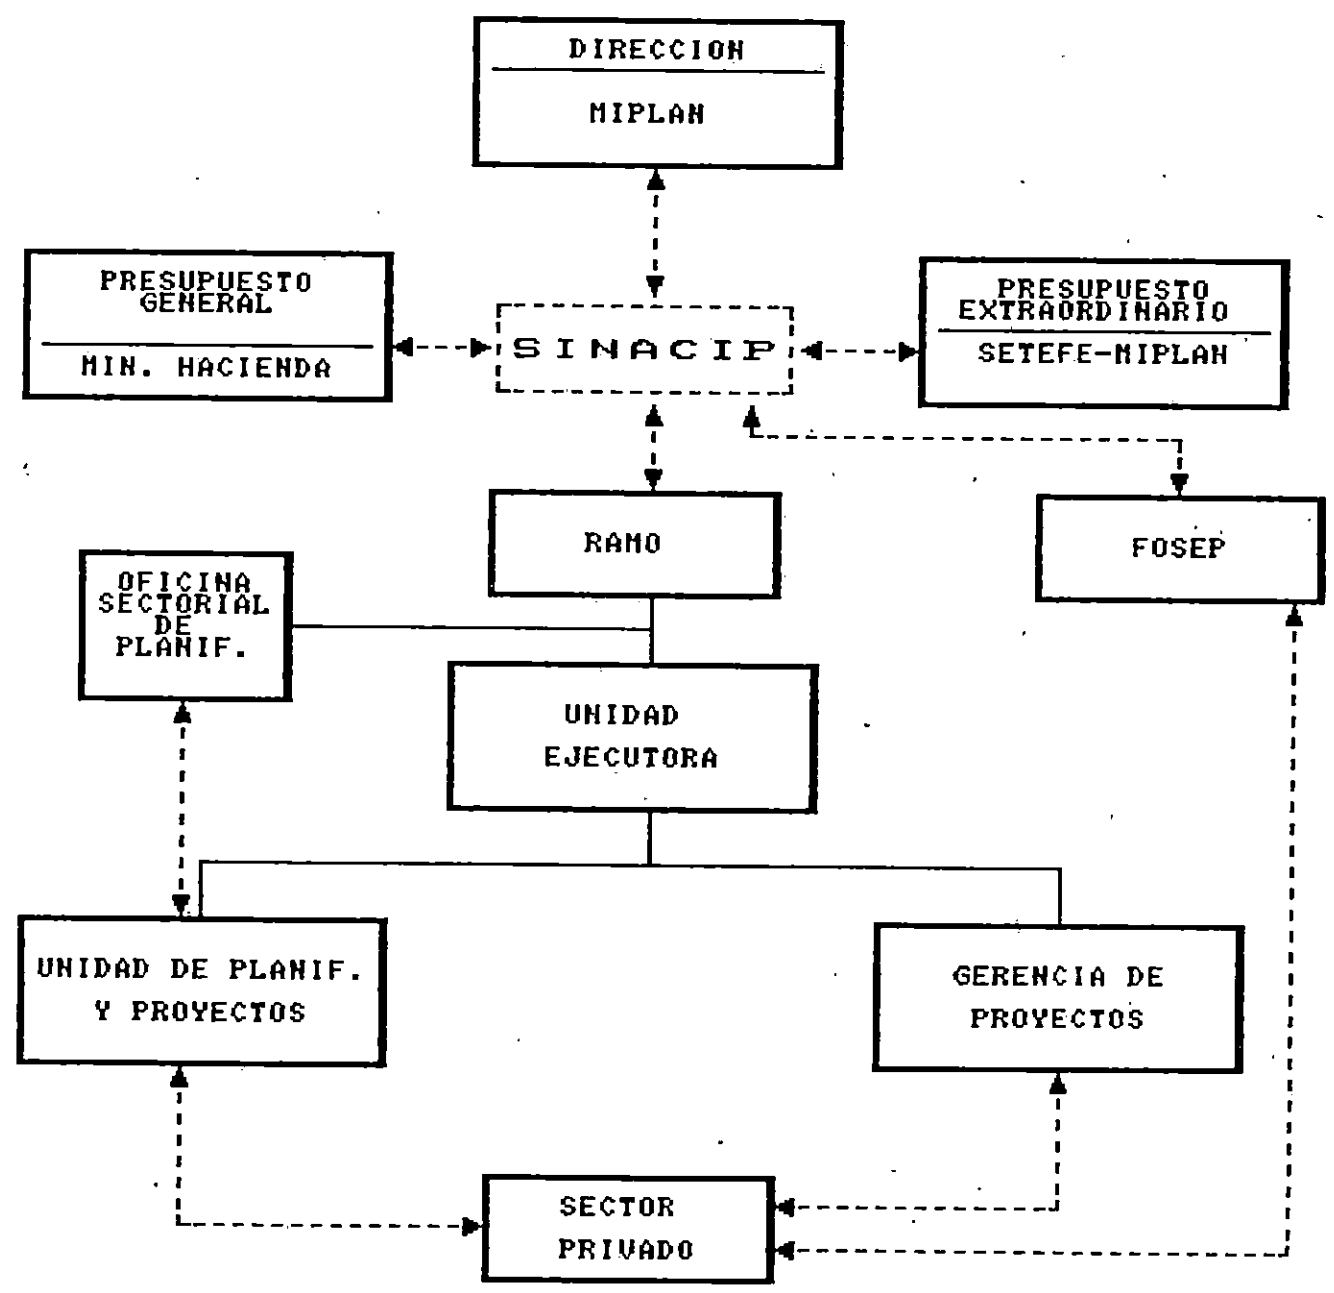 DIRECCION
MIPLAN
PRESUPUESTO
GENERAL
MIN. HACIENDA
SINACIP
PRESUPUESTO
EXTRAORDINARIO
SETEFE-MIPLAN
RAMO
FOSEP
OFICINA
SECTORIAL
DE
PLANIF.
UNIDAD
EJECUTORA
UNIDAD DE PLANIF.
Y PROYECTOS
GERENCIA DE
PROYECTOS
SECTOR
PRIVADO